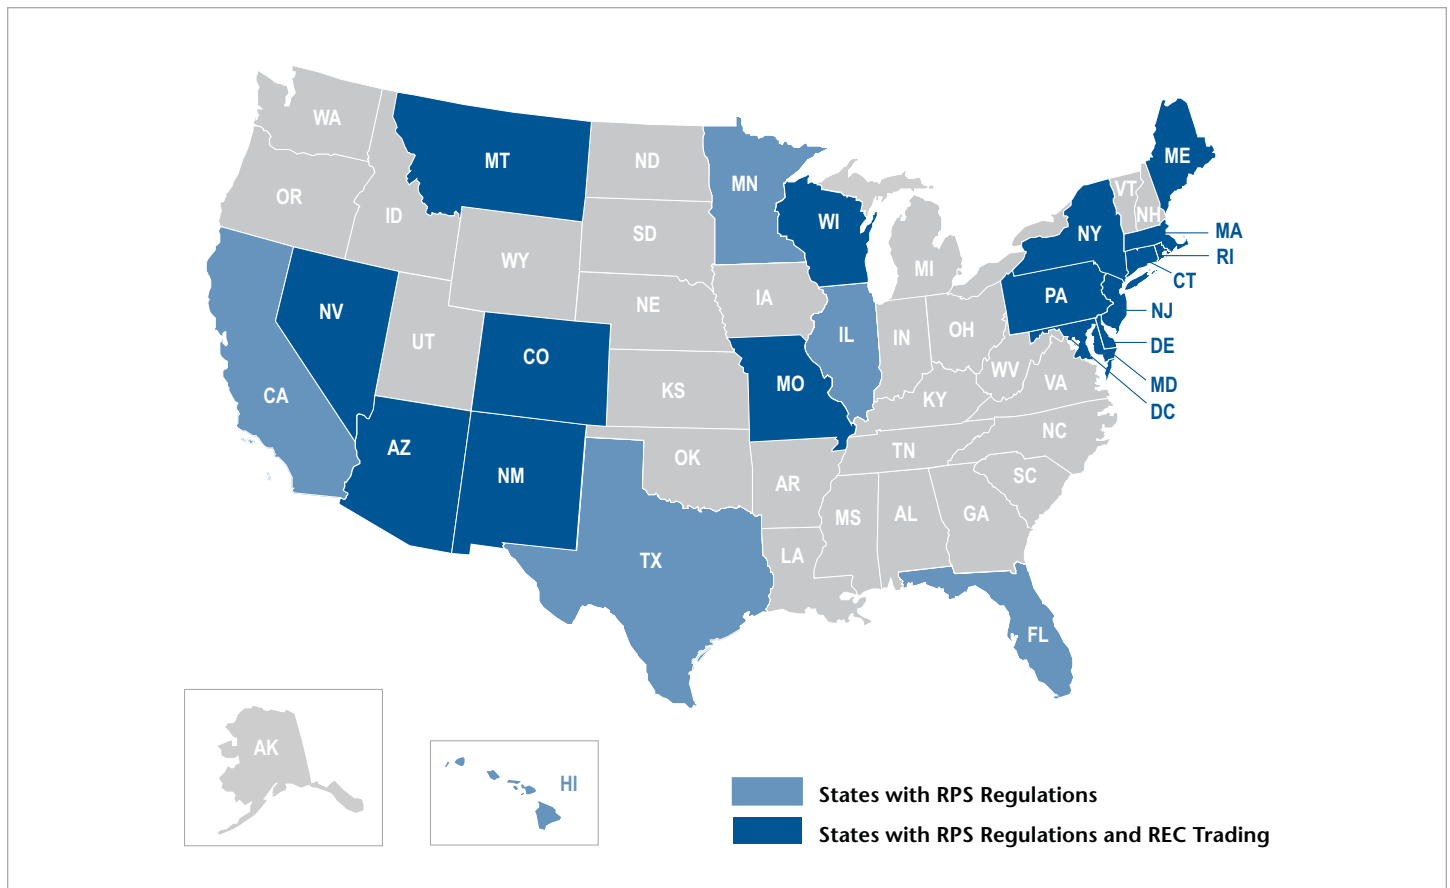 WA
MT
ND
MN
ME
OR
ID
SD
WI
VT
NH
NY
MA
RI
WY
MI
CT
NV
NE
IA
PA
NJ
UT
CO
IL
IN
OH
DE
CA
KS
MO
WV
VA
MD
KY
DC
AZ
NM
OK
TN
NC
AR
SC
MS
AL
GA
TX
LA
FL
AK
HI
States with RPS Regulations
States with RPS Regulations and REC Trading